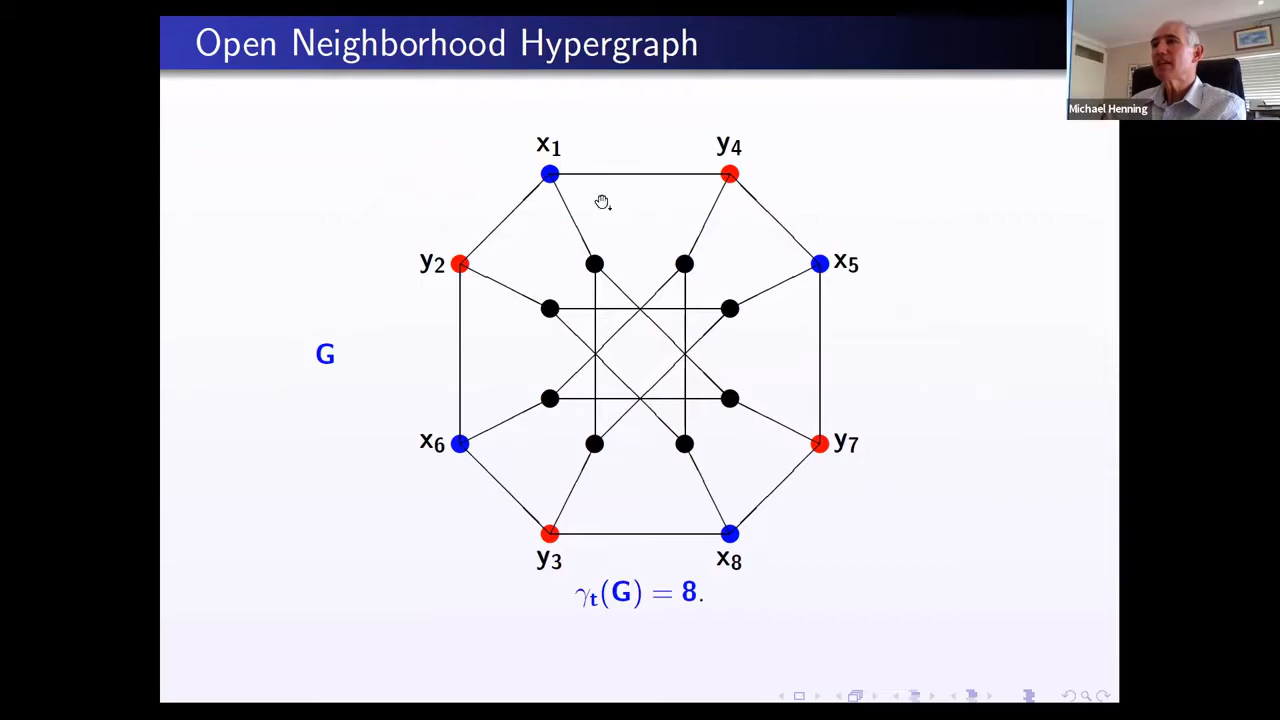 Open Neighborhood Hypergraph
Michael Henning
x₁
y₄
y₂
x₅
G
x₆
y₇
y₃
x₈
γₜ(G) = 8.